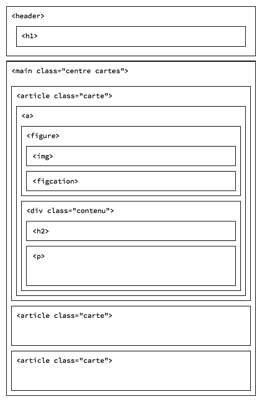 <header>
<h1>
<main class="centre cartes">
<article class="carte">
<a>
<figure>
<img>
<figcation>
<div class="contenu">
<h2>
<p>
<article class="carte">
<article class="carte">